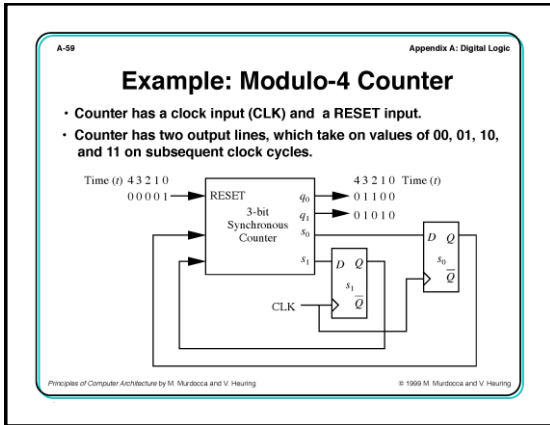 A-59 Appendix A: Digital Logic
Example: Modulo-4 Counter
• Counter has a clock input (CLK) and a RESET input.
• Counter has two output lines, which take on values of 00, 01, 10,
and 11 on subsequent clock cycles.
Time (t) 4 3 2 1 0
0 0 0 0 1
RESET
3-bit
Synchronous
Counter
q0
q1
s0
s1
4 3 2 1 0 Time (t)
0 1 1 0 0
0 1 0 1 0
D Q
s0
Q
D Q
s1
Q
CLK
Principles of Computer Architecture by M. Murdocca and V. Heuring © 1999 M. Murdocca and V. Heuring